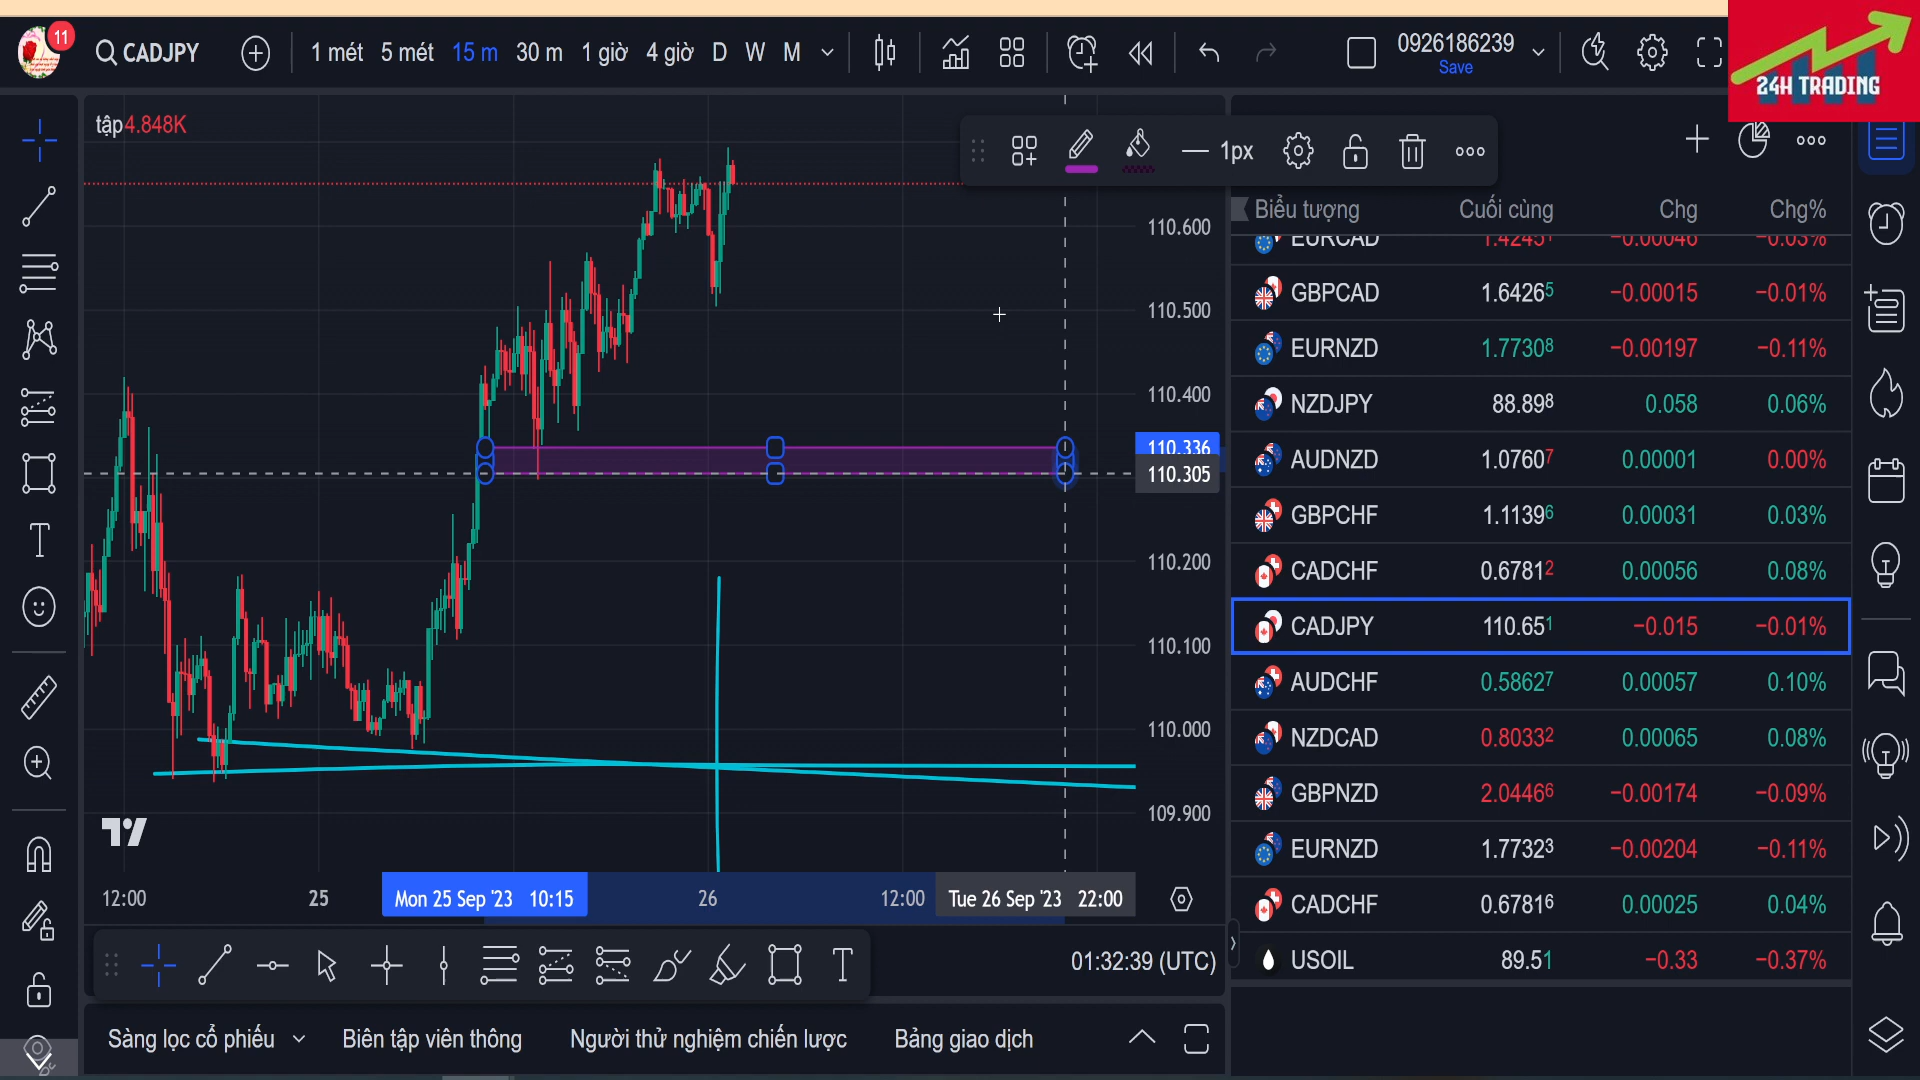 11
CADJPY
1 mét 5 mét 15 m 30 m 1 giờ 4 giờ D W M
0926186239
Save
24H TRADING
tập4.848K
1px
110.600
110.500
110.400
110.336
110.305
110.200
110.100
110.000
109.900
12:00 25 Mon 25 Sep '23 10:15 26 12:00 Tue 26 Sep '23 22:00
01:32:39 (UTC)
Sàng lọc cổ phiếu Biên tập viên thông Người thử nghiệm chiến lược Bảng giao dịch
Biểu tượng Cuối cùng Chg Chg%
EURCAD 1.42451 −0.00046 −0.03%
GBPCAD 1.64265 −0.00015 −0.01%
EURNZD 1.77308 −0.00197 −0.11%
NZDJPY 88.898 0.058 0.06%
AUDNZD 1.07607 0.00001 0.00%
GBPCHF 1.11396 0.00031 0.03%
CADCHF 0.67812 0.00056 0.08%
CADJPY 110.651 −0.015 −0.01%
AUDCHF 0.58627 0.00057 0.10%
NZDCAD 0.80332 0.00065 0.08%
GBPNZD 2.04466 −0.00174 −0.09%
EURNZD 1.77323 −0.00204 −0.11%
CADCHF 0.67816 0.00025 0.04%
USOIL 89.51 −0.33 −0.37%